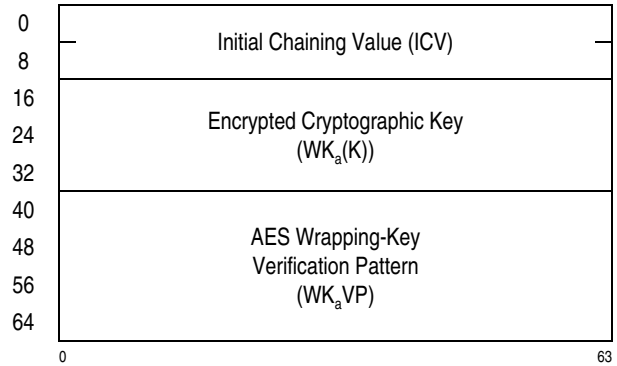 0
Initial Chaining Value (ICV)
8
16
24
Encrypted Cryptographic Key
(WKₐ(K))
32
40
48
AES Wrapping-Key
Verification Pattern
56
(WKₐVP)
64
0 63